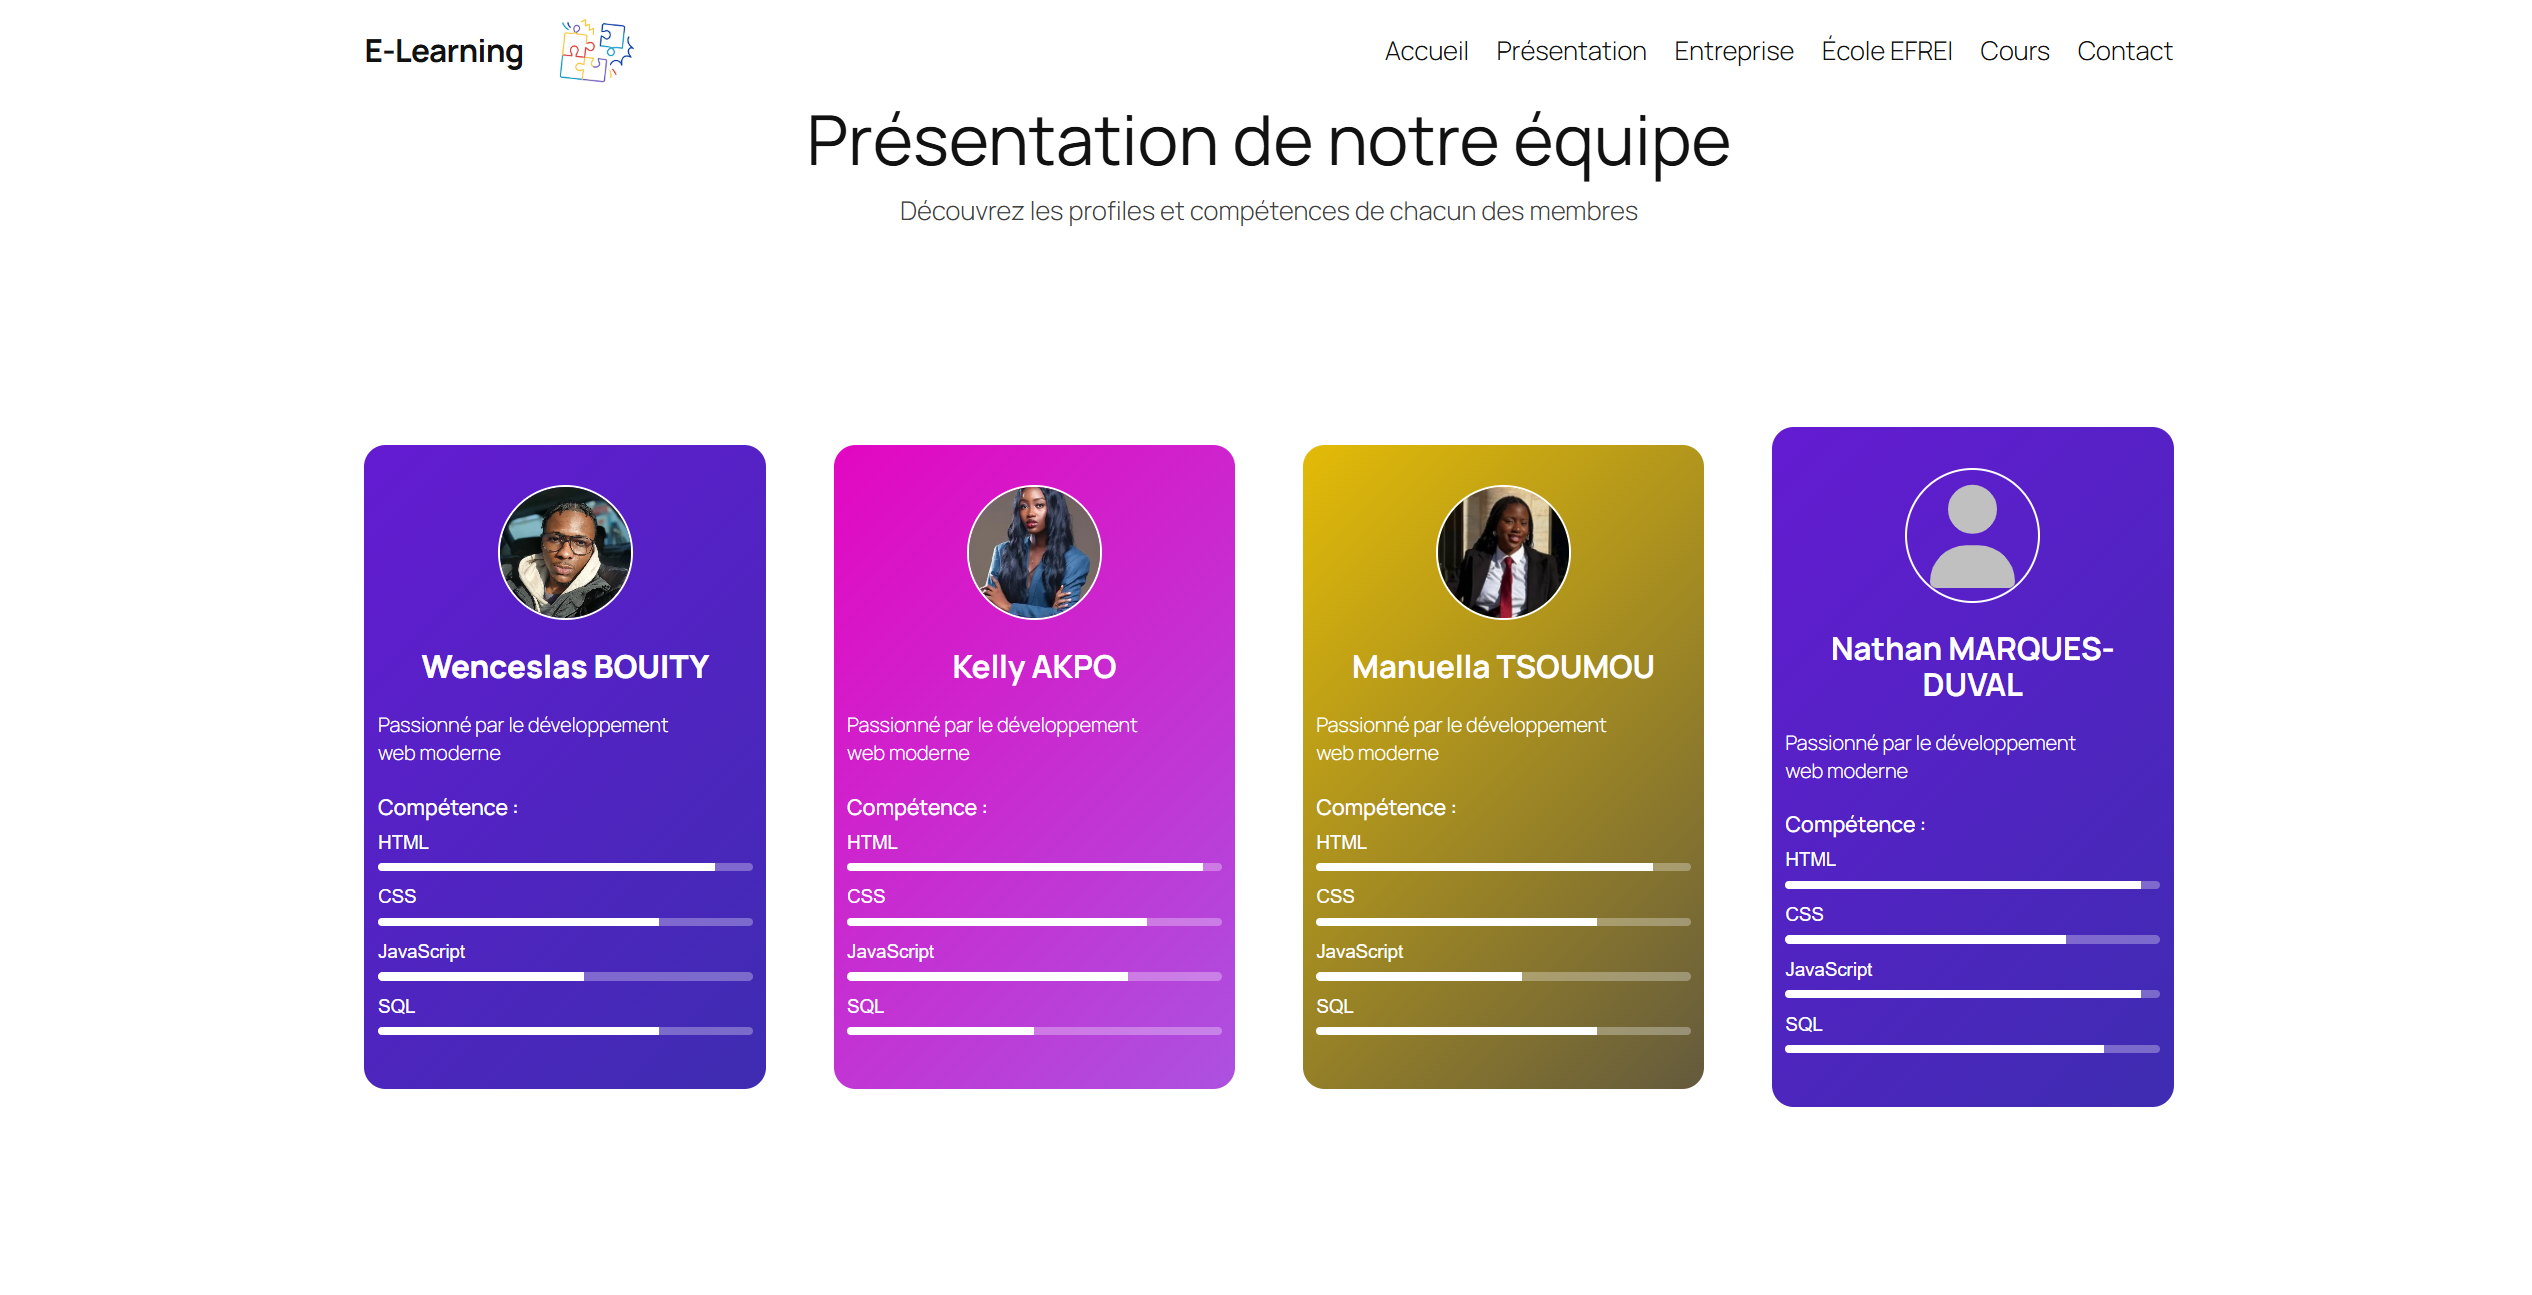 E-Learning
Accueil Présentation Entreprise École EFREI Cours Contact
Présentation de notre équipe
Découvrez les profiles et compétences de chacun des membres
Wenceslas BOUITY
Passionné par le développement
web moderne
Compétence :
HTML
CSS
JavaScript
SQL
Kelly AKPO
Passionné par le développement
web moderne
Compétence :
HTML
CSS
JavaScript
SQL
Manuella TSOUMOU
Passionné par le développement
web moderne
Compétence :
HTML
CSS
JavaScript
SQL
Nathan MARQUES-
DUVAL
Passionné par le développement
web moderne
Compétence :
HTML
CSS
JavaScript
SQL